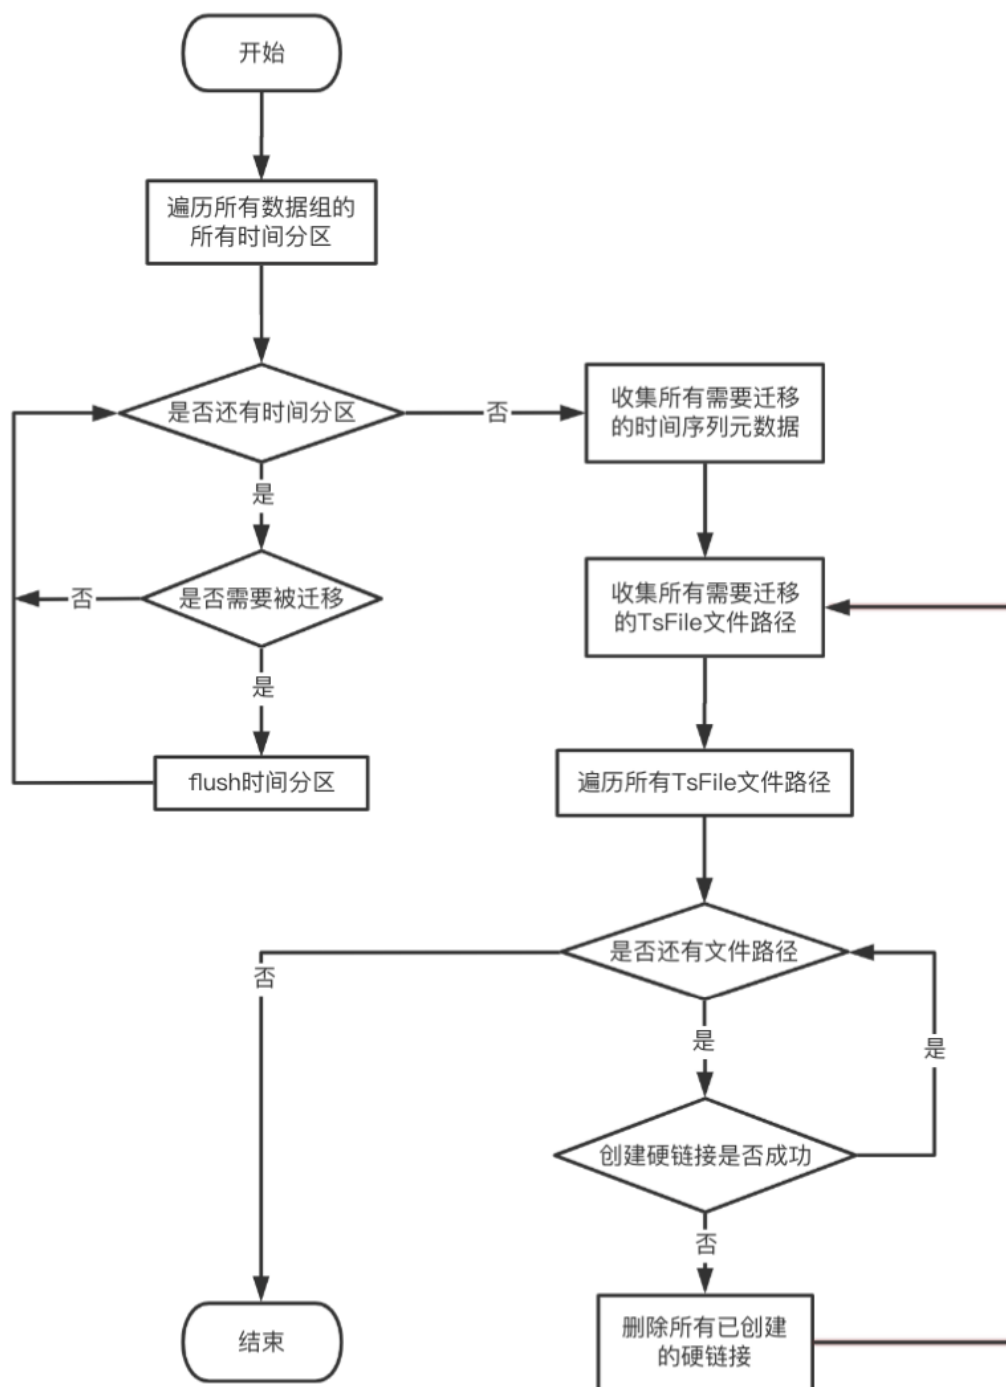 开始
遍历所有数据组的
所有时间分区
是否还有时间分区
否
收集所有需要迁移
的时间序列元数据
是
是否需要被迁移
否
收集所有需要迁移
的TsFile文件路径
是
flush时间分区
遍历所有TsFile文件路径
是否还有文件路径
否
是
是
创建硬链接是否成功
否
删除所有已创建
的硬链接
结束